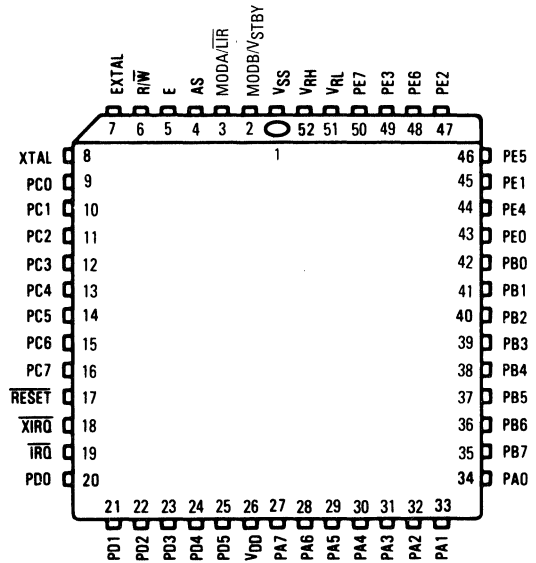 EXTAL R/W E AS MODA/LIR MODB/VSTBY VSS VRH VRL PE7 PE3 PE6 PE2
7 6 5 4 3 2 52 51 50 49 48 47
1
XTAL 8 46 PE5
PC0 9 45 PE1
PC1 10 44 PE4
PC2 11 43 PE0
PC3 12 42 PB0
PC4 13 41 PB1
PC5 14 40 PB2
PC6 15 39 PB3
PC7 16 38 PB4
RESET 17 37 PB5
XIRQ 18 36 PB6
IRQ 19 35 PB7
PD0 20 34 PA0
21 22 23 24 25 26 27 28 29 30 31 32 33
PD1 PD2 PD3 PD4 PD5 VDD PA7 PA6 PA5 PA4 PA3 PA2 PA1